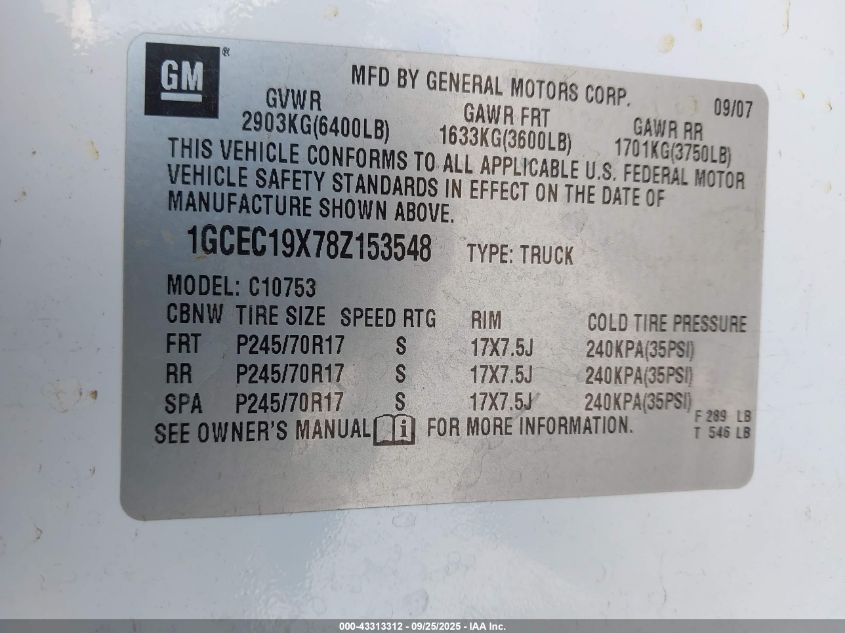 GM®
MFD BY GENERAL MOTORS CORP. 09/07
GVWR GAWR FRT GAWR RR
2903KG(6400LB) 1633KG(3600LB) 1701KG(3750LB)
THIS VEHICLE CONFORMS TO ALL APPLICABLE U.S. FEDERAL MOTOR
VEHICLE SAFETY STANDARDS IN EFFECT ON THE DATE OF
MANUFACTURE SHOWN ABOVE.
1GCEC19X78Z153548 TYPE: TRUCK
MODEL: C10753
CBNW TIRE SIZE SPEED RTG RIM COLD TIRE PRESSURE
FRT P245/70R17 S 17X7.5J 240KPA(35PSI)
RR P245/70R17 S 17X7.5J 240KPA(35PSI)
SPA P245/70R17 S 17X7.5J 240KPA(35PSI)
F 289 LB
SEE OWNER'S MANUAL i FOR MORE INFORMATION.
T 546 LB
000-43313312 - 09/25/2025 - IAA Inc.